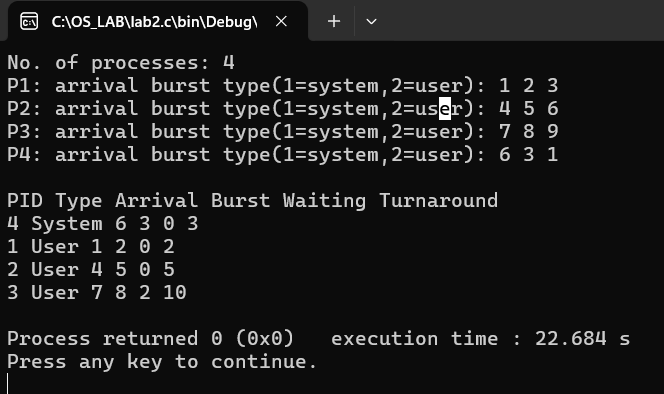 C:\OS_LAB\lab2.c\bin\Debug\
No. of processes: 4
P1: arrival burst type(1=system,2=user): 1 2 3
P2: arrival burst type(1=system,2=user): 4 5 6
P3: arrival burst type(1=system,2=user): 7 8 9
P4: arrival burst type(1=system,2=user): 6 3 1
PID Type Arrival Burst Waiting Turnaround
4 System 6 3 0 3
1 User 1 2 0 2
2 User 4 5 0 5
3 User 7 8 2 10
Process returned 0 (0x0)   execution time : 22.684 s
Press any key to continue.